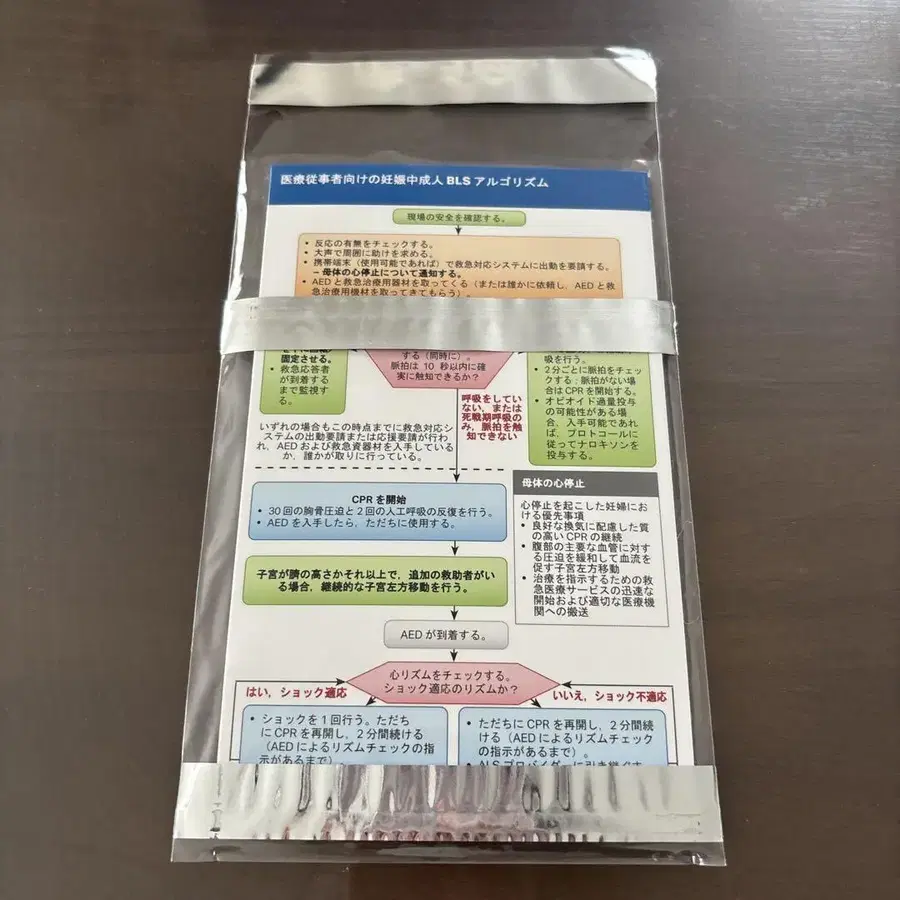 医療従事者向けの妊娠中成人 BLS アルゴリズム
現場の安全を確認する。
• 反応の有無をチェックする。
• 大声で周囲に助けを求める。
• 携帯端末（使用可能であれば）で救急対応システムに出動を要請する。
– 母体の心停止について通知する。
• AED と救急治療用器材を取ってくる（または誰かに依頼し，AED と救
急治療用機材を取ってきてもらう）。
固定させる。
• 救急応答者
が到着する
まで監視す
る。
する（同時に）。
脈拍は 10 秒以内に確
実に触知できるか？
吸を行う。
• 2分ごとに脈拍をチェッ
クする；脈拍がない場
合は CPR を開始する。
• オピオイド過量投与
の可能性がある場
合，入手可能であれ
ば，プロトコールに
従ってナロキソンを
投与する。
呼吸をしてい
ない，または
死戦期呼吸の
み，脈拍を触
知できない
いずれの場合もこの時点までに救急対応シ
ステムの出動要請または応援要請が行わ
れ，AED および救急資器材を入手している
か，誰かが取りに行っている。
CPR を開始
• 30 回の胸骨圧迫と 2 回の人工呼吸の反復を行う。
• AED を入手したら，ただちに使用する。
母体の心停止
心停止を起こした妊婦にお
ける優先事項
• 良好な換気に配慮した質
の高い CPR の継続
• 腹部の主要な血管に対す
る圧迫を緩和して血流を
促す子宮左方移動
• 治療を指示するための救
急医療サービスの迅速な
開始および適切な医療機
関への搬送
子宮が臍の高さかそれ以上で，追加の救助者がい
る場合，継続的な子宮左方移動を行う。
AED が到着する。
心リズムをチェックする。
ショック適応のリズムか？
はい，ショック適応
いいえ，ショック不適応
• ショックを 1 回行う。ただち
に CPR を再開し，2 分間続ける
（AED によるリズムチェックの指
示があるまで）。
• ただちに CPR を再開し，2 分間続
ける（AED によるリズムチェック
の指示があるまで）。
• ALS プロバイダーに引き継ぐま